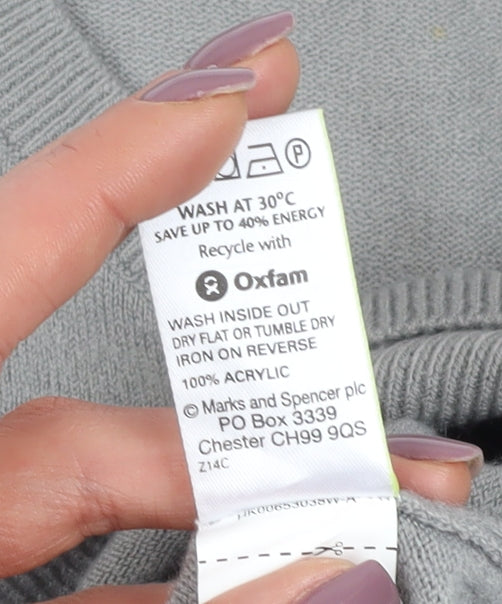 P
WASH AT 30°C
SAVE UP TO 40% ENERGY
Recycle with
Oxfam
WASH INSIDE OUT
DRY FLAT OR TUMBLE DRY
IRON ON REVERSE
100% ACRYLIC
© Marks and Spencer plc
PO Box 3339
Chester CH99 9QS
Z14C